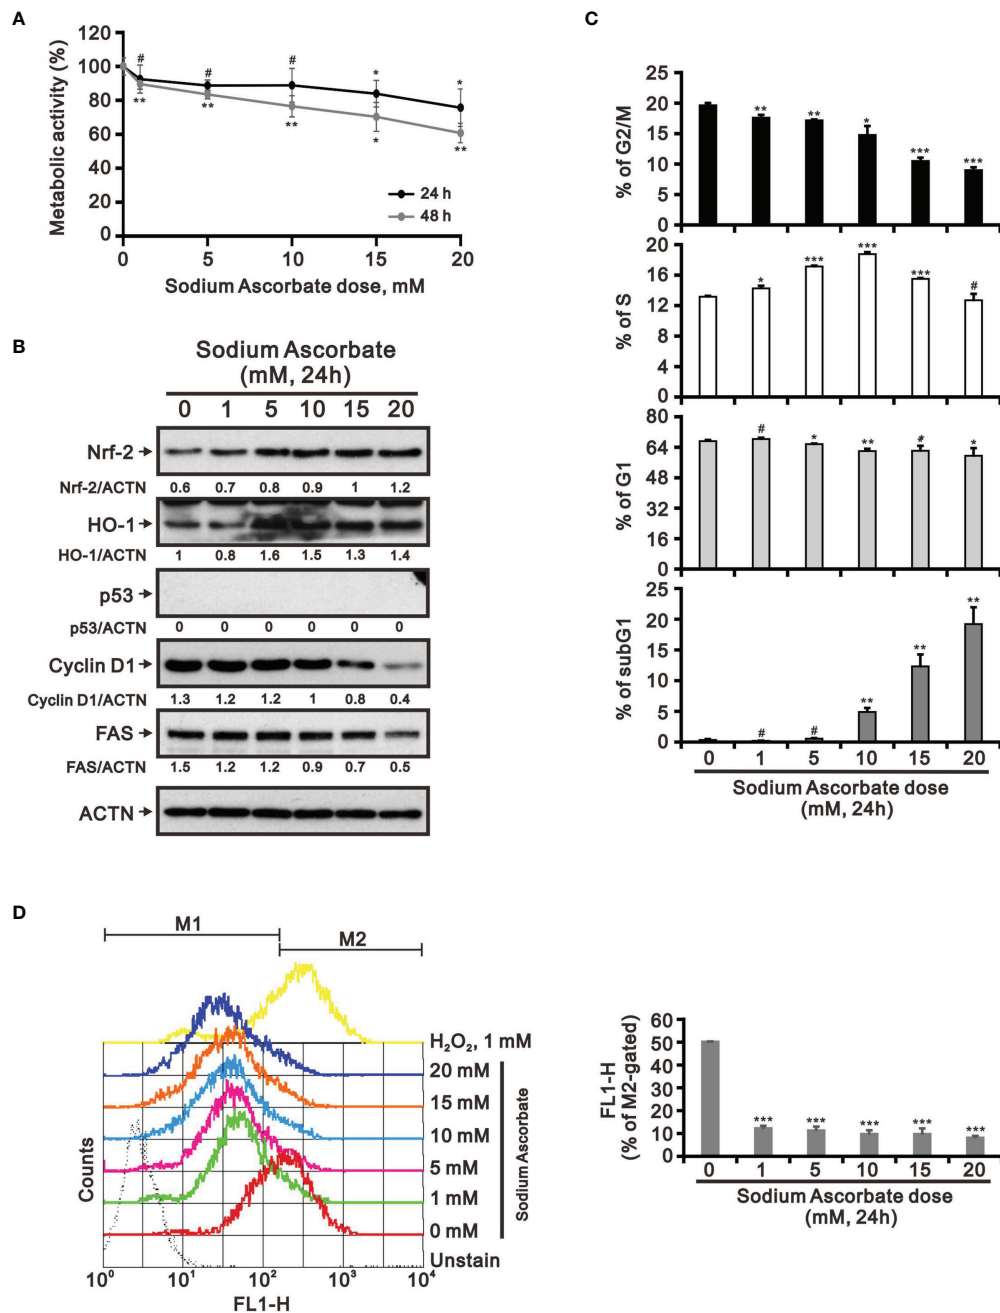 A
120
100
80
60
40
20
0
Metabolic activity (%)
# # # * *
** ** ** * **
24 h
48 h
0 5 10 15 20
Sodium Ascorbate dose, mM
B
Sodium Ascorbate
(mM, 24h)
0 1 5 10 15 20
Nrf-2
Nrf-2/ACTN 0.6 0.7 0.8 0.9 1 1.2
HO-1
HO-1/ACTN 1 0.8 1.6 1.5 1.3 1.4
p53
p53/ACTN 0 0 0 0 0 0
Cyclin D1
Cyclin D1/ACTN 1.3 1.2 1.2 1 0.8 0.4
FAS
FAS/ACTN 1.5 1.2 1.2 0.9 0.7 0.5
ACTN
C
25
20
15
10
5
0
% of G2/M
** ** * *** ***
20
16
12
8
4
0
% of S
* *** *** *** #
80
64
48
32
16
0
% of G1
# * ** # *
25
20
15
10
5
0
% of subG1
# # ** ** **
0 1 5 10 15 20
Sodium Ascorbate dose
(mM, 24h)
D
M1
M2
H2O2, 1 mM
20 mM
15 mM
10 mM
5 mM
1 mM
0 mM
Unstain
Sodium Ascorbate
Counts
10^0 10^1 10^2 10^3 10^4
FL1-H
60
50
40
30
20
10
0
FL1-H
(% of M2-gated)
*** *** *** *** ***
0 1 5 10 15 20
Sodium Ascorbate dose
(mM, 24h)